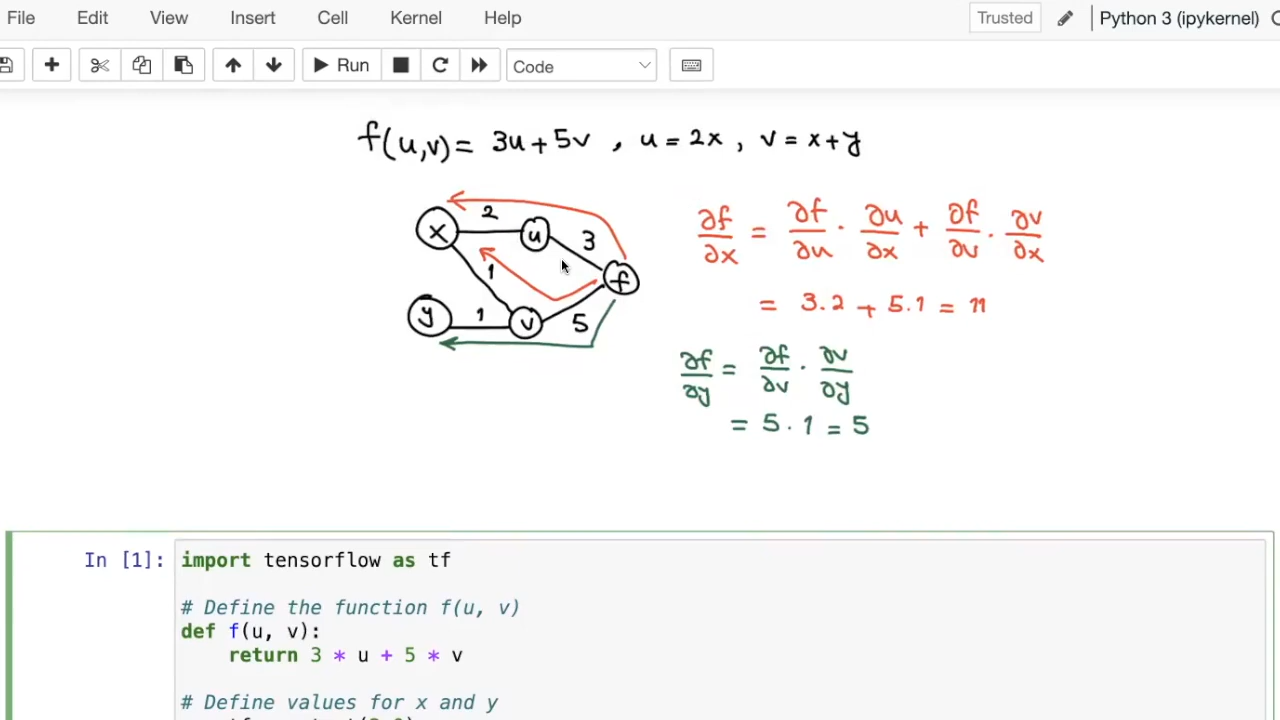 File Edit View Insert Cell Kernel Help Trusted Python 3 (ipykernel)
Run Code
f(u,v) = 3u+5v , u = 2x , v = x+y
x 2 u 3 f
1
y 1 v 5
∂f/∂x = ∂f/∂u · ∂u/∂x + ∂f/∂v · ∂v/∂x
= 3.2 + 5.1 = 11
∂f/∂y = ∂f/∂v · ∂v/∂y
= 5 . 1 = 5
In [1]: import tensorflow as tf
# Define the function f(u, v)
def f(u, v):
    return 3 * u + 5 * v
# Define values for x and y